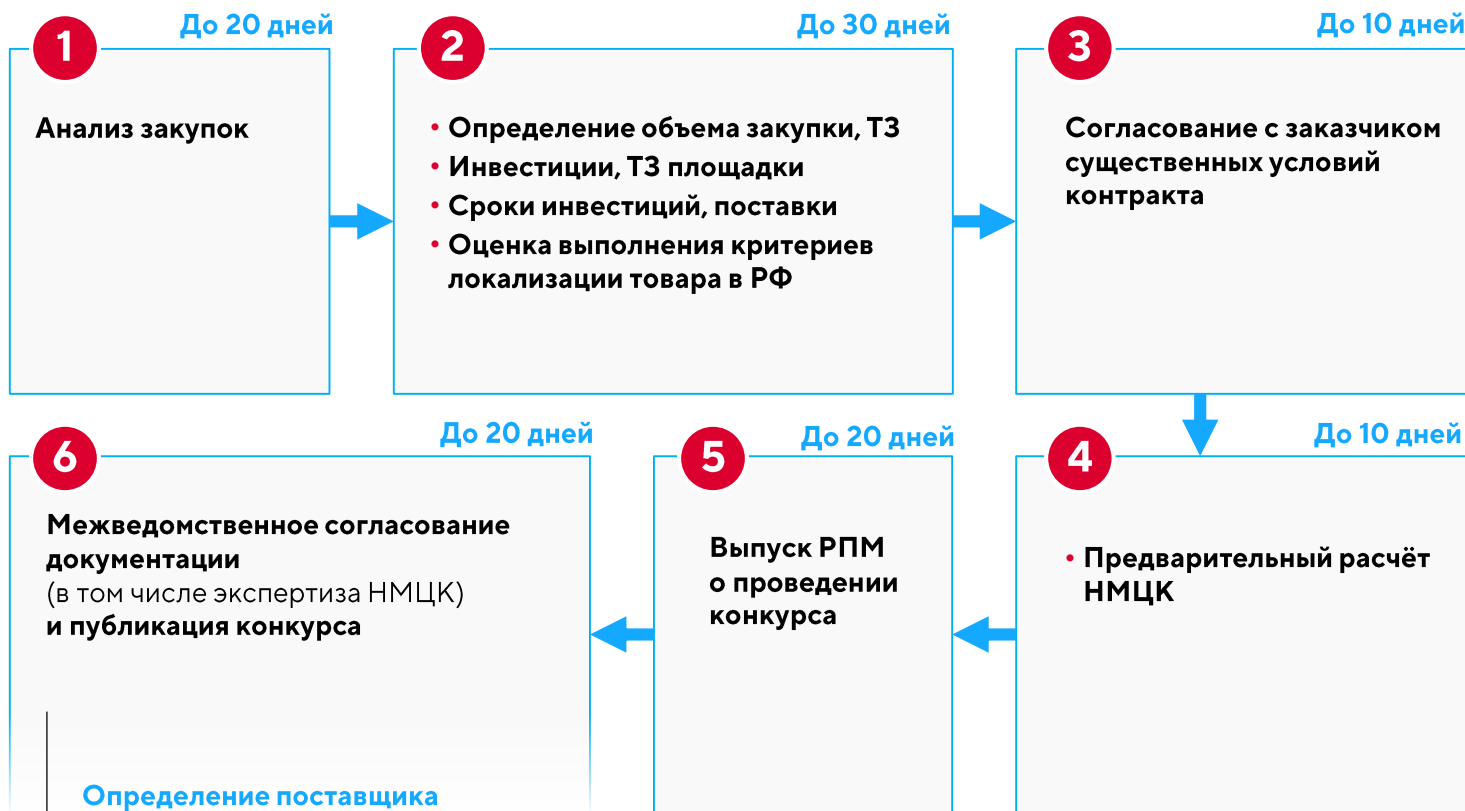 1
До 20 дней
Анализ закупок
2
До 30 дней
• Определение объема закупки, ТЗ
• Инвестиции, ТЗ площадки
• Сроки инвестиций, поставки
• Оценка выполнения критериев
локализации товара в РФ
3
До 10 дней
Согласование с заказчиком
существенных условий
контракта
4
До 10 дней
• Предварительный расчёт
НМЦК
5
До 20 дней
Выпуск РПМ
о проведении
конкурса
6
До 20 дней
Межведомственное согласование
документации
(в том числе экспертиза НМЦК)
и публикация конкурса
Определение поставщика